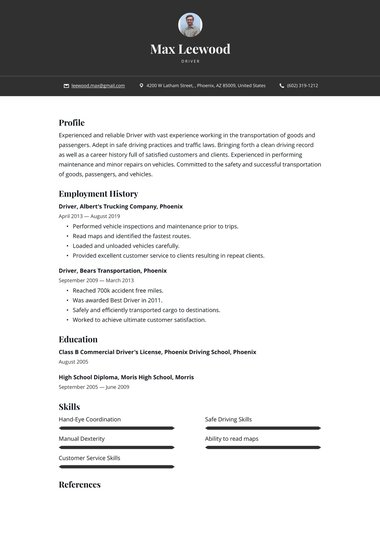 Max Leewood
DRIVER
leewood.max@gmail.com 4200 W Latham Street, , Phoenix, AZ 85009, United States (602) 319-1212
Profile
Experienced and reliable Driver with vast experience working in the transportation of goods and
passengers. Adept in safe driving practices and traffic laws. Bringing forth a clean driving record
as well as a career history full of satisfied customers and clients. Experienced in performing
maintenance and minor repairs on vehicles. Committed to the safety and successful transportation
of goods, passengers, and vehicles.
Employment History
Driver, Albert's Trucking Company, Phoenix
April 2013 — August 2019
• Performed vehicle inspections and maintenance prior to trips.
• Read maps and identified the fastest routes.
• Loaded and unloaded vehicles carefully.
• Provided excellent customer service to clients resulting in repeat clients.
Driver, Bears Transportation, Phoenix
September 2009 — March 2013
• Reached 700k accident free miles.
• Was awarded Best Driver in 2011.
• Safely and efficiently transported cargo to destinations.
• Worked to achieve ultimate customer satisfaction.
Education
Class B Commercial Driver's License, Phoenix Driving School, Phoenix
August 2005
High School Diploma, Moris High School, Morris
September 2005 — June 2009
Skills
Hand-Eye Coordination Safe Driving Skills
Manual Dexterity Ability to read maps
Customer Service Skills
References